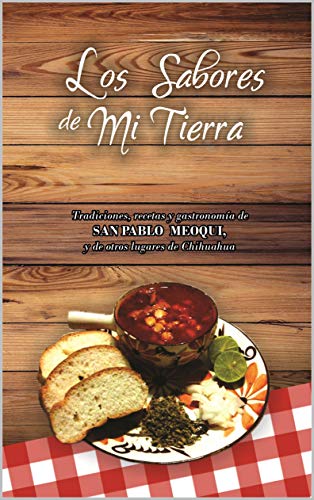 Los Sabores
de Mi Tierra
Tradiciones, recetas y gastronomía de
SAN PABLO MEOQUI,
y de otros lugares de Chihuahua